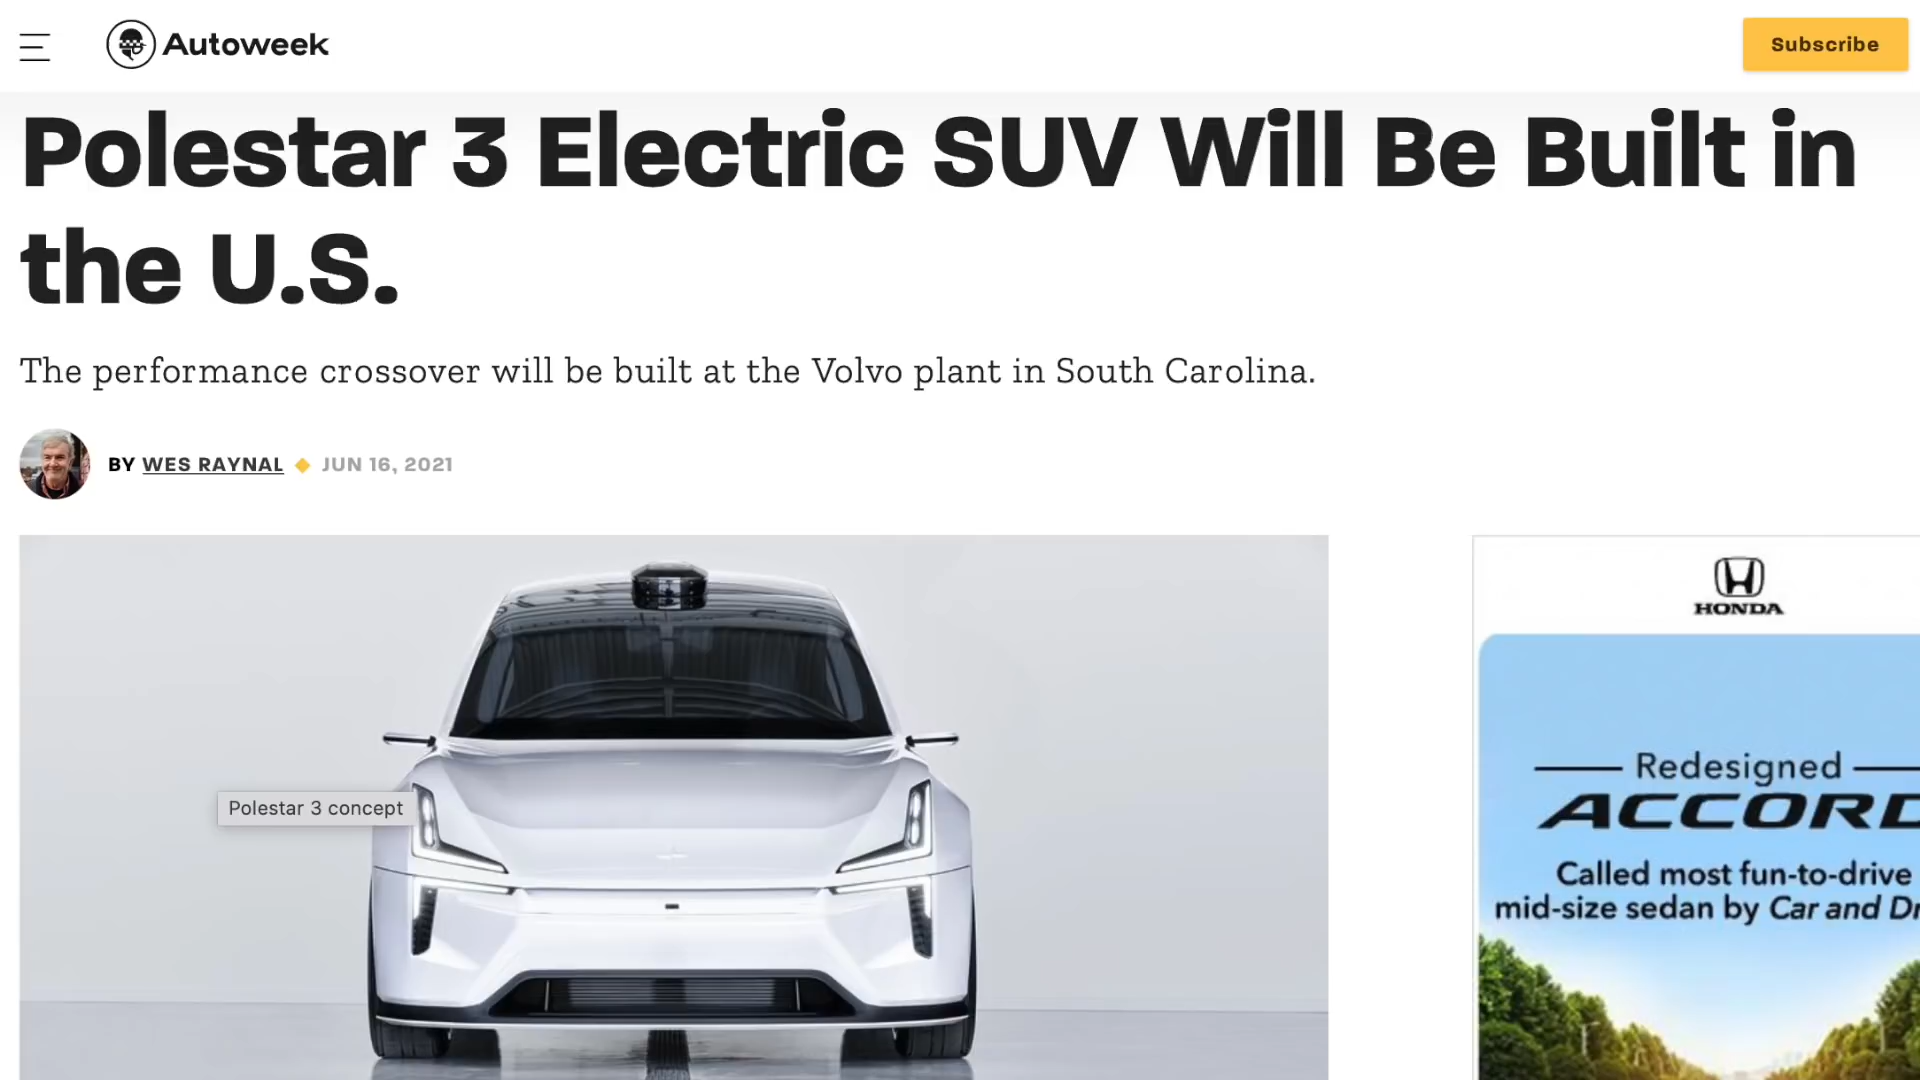 Autoweek
Subscribe
Polestar 3 Electric SUV Will Be Built in
the U.S.
The performance crossover will be built at the Volvo plant in South Carolina.
BY WES RAYNAL ◆ JUN 16, 2021
Polestar 3 concept
HONDA
Redesigned
ACCORD
Called most fun-to-drive
mid-size sedan by Car and Dr